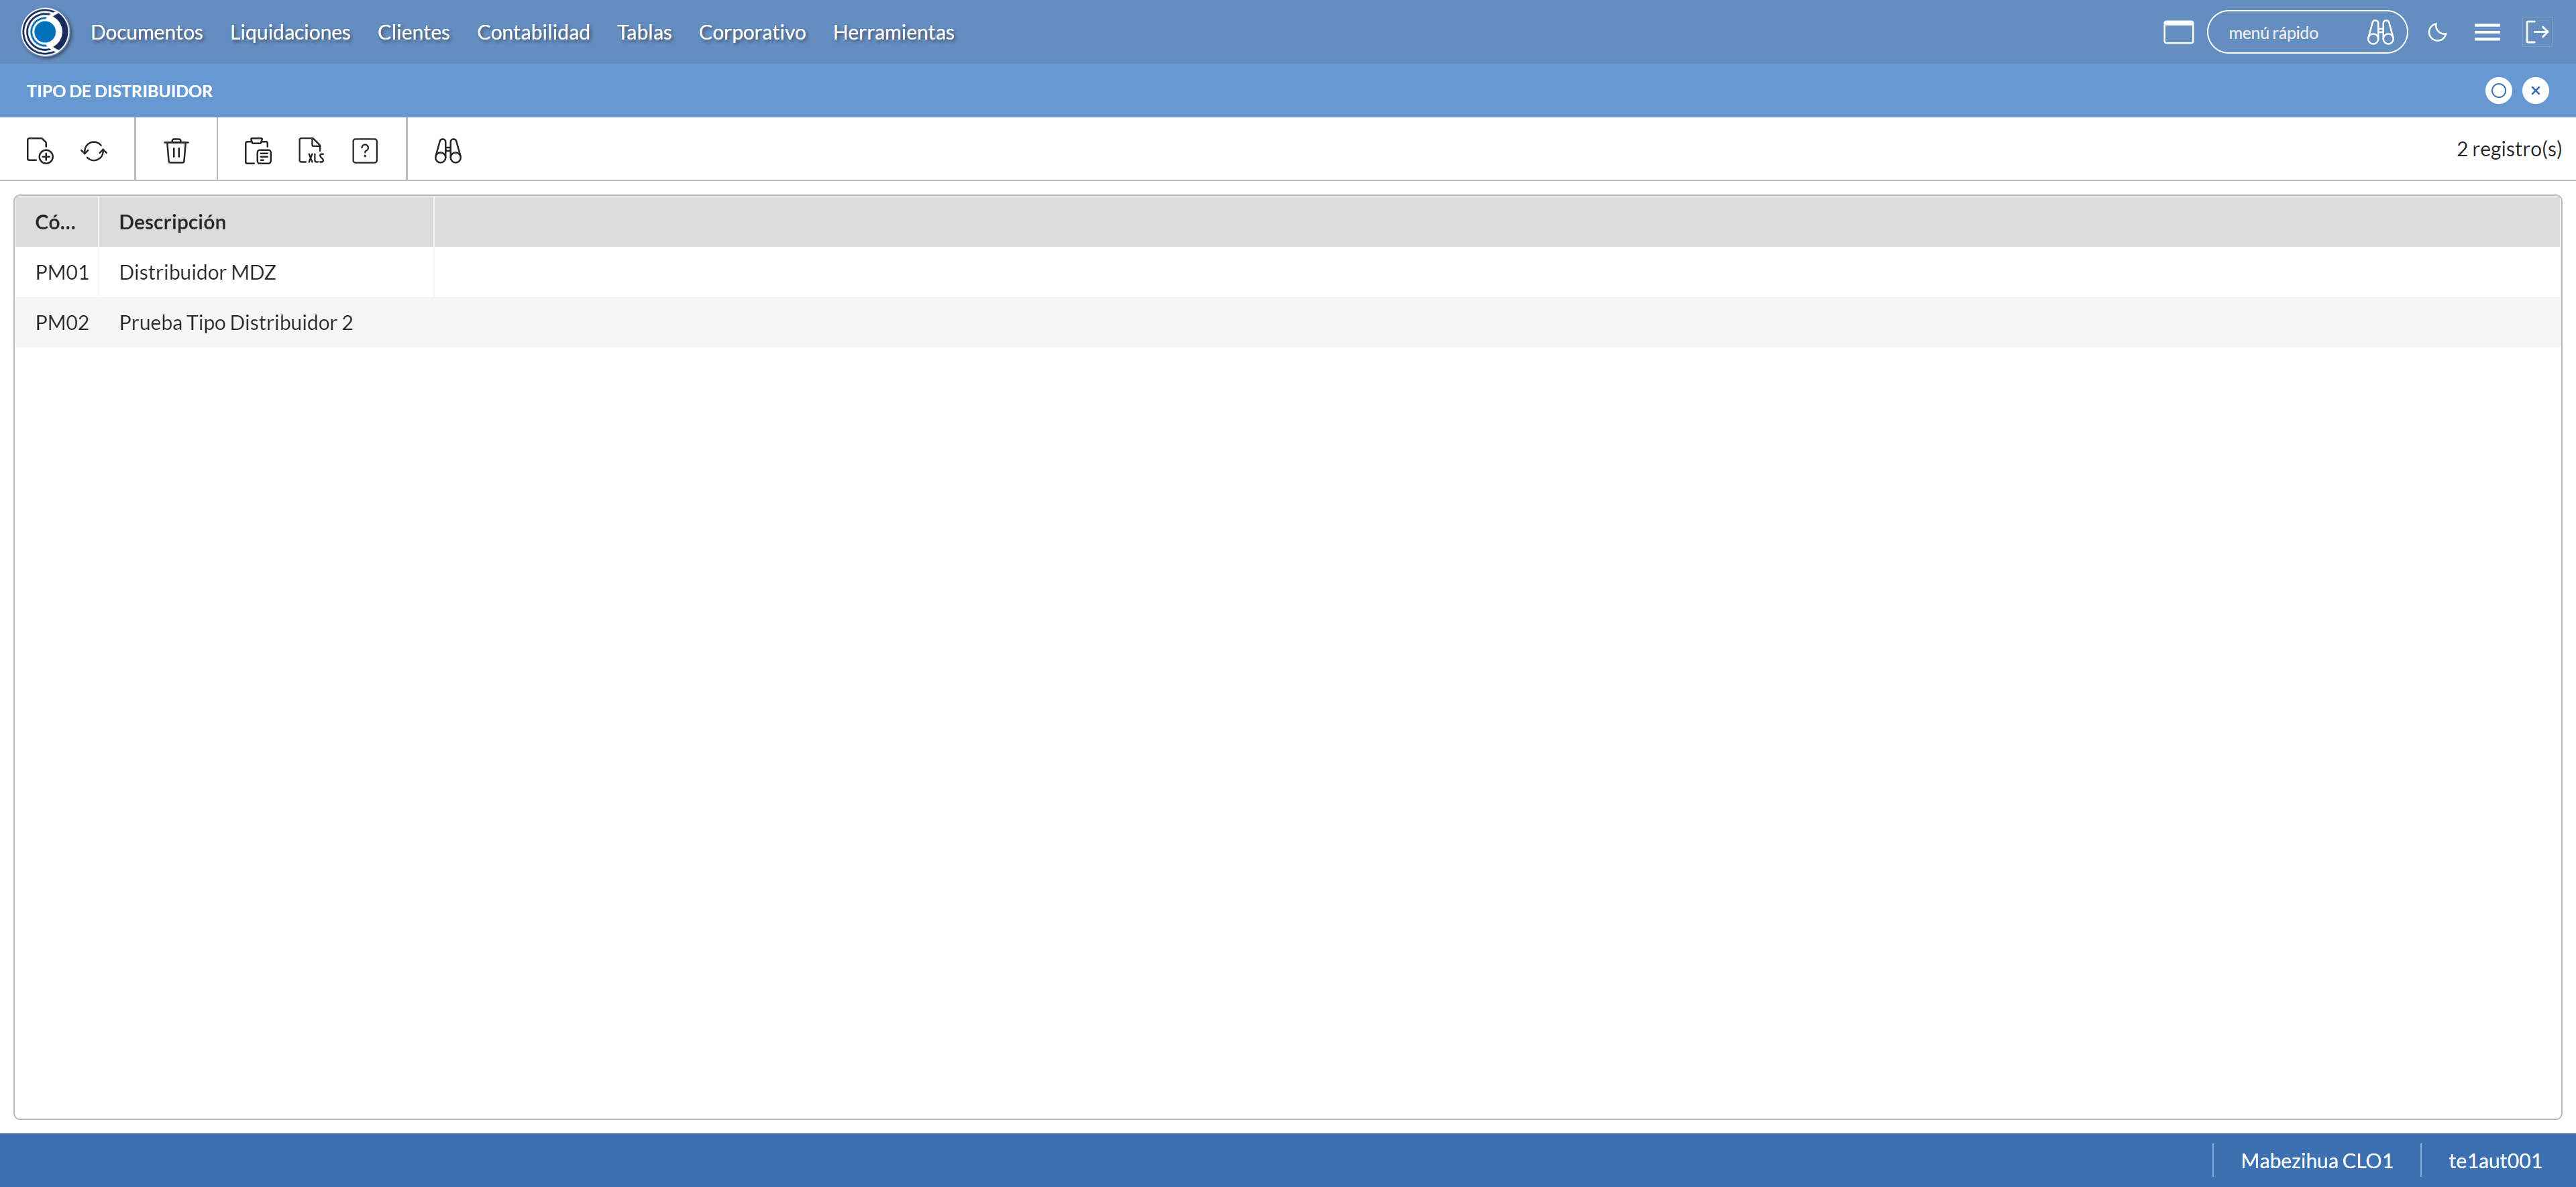 Documentos Liquidaciones Clientes Contabilidad Tablas Corporativo Herramientas menú rápido
TIPO DE DISTRIBUIDOR
XLS ? 2 registro(s)
Có... Descripción
PM01 Distribuidor MDZ
PM02 Prueba Tipo Distribuidor 2
Mabezihua CLO1 te1aut001